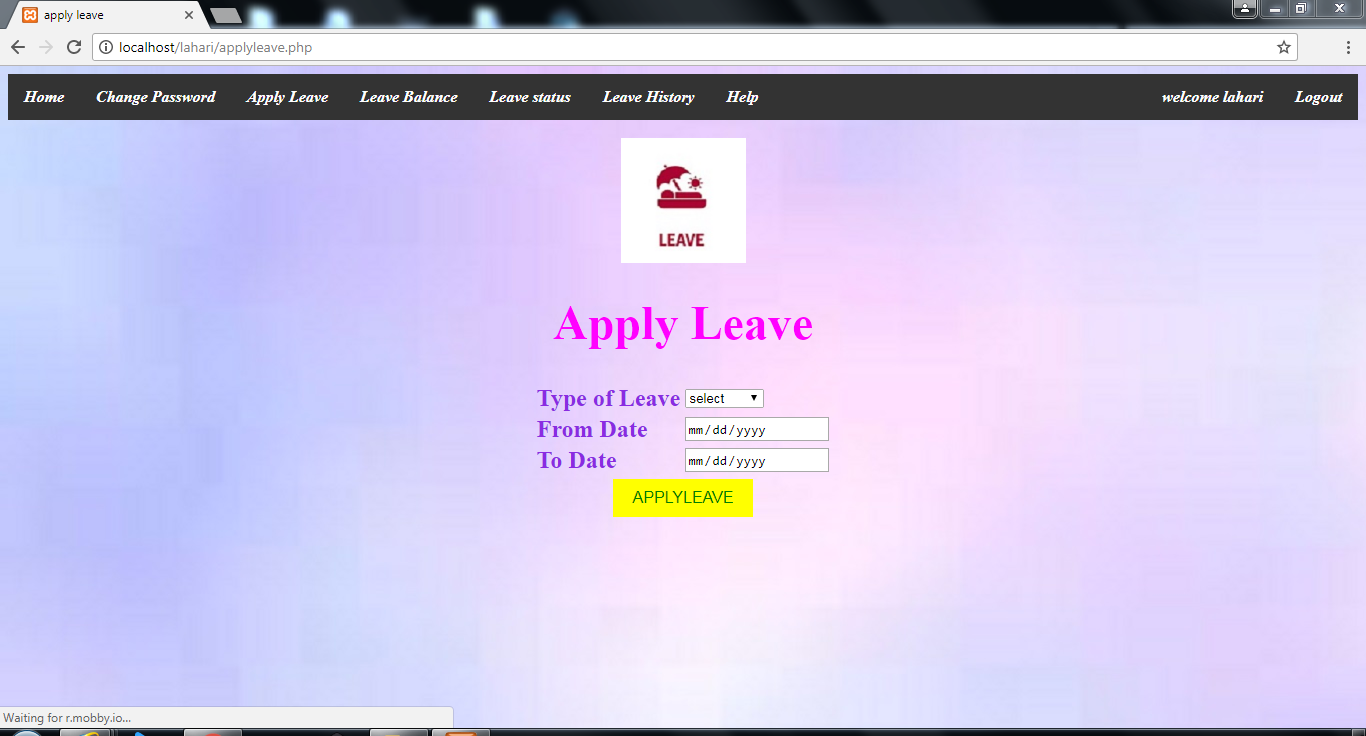 apply leave
localhost/lahari/applyleave.php
Home Change Password Apply Leave Leave Balance Leave status Leave History Help welcome lahari Logout
LEAVE
Apply Leave
Type of Leave select
From Date mm/dd/yyyy
To Date mm/dd/yyyy
APPLYLEAVE
Waiting for r.mobby.io...